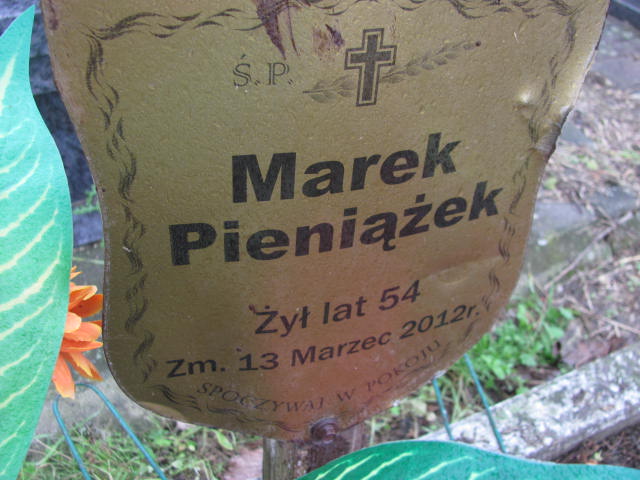 Ś.P.
Marek
Pieniążek
Żył lat 54
Zm. 13 Marzec 2012r.
SPOCZYWAJ W POKOJU